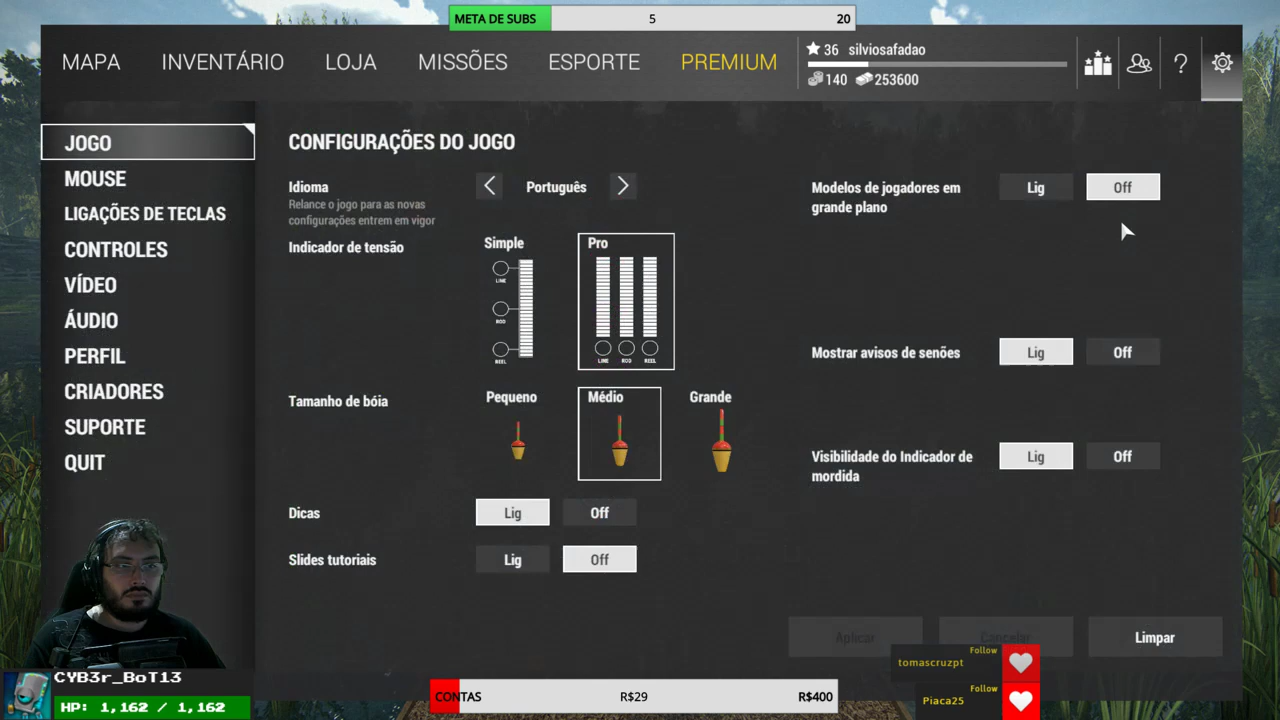 META DE SUBS 5 20
MAPA INVENTÁRIO LOJA MISSÕES ESPORTE PREMIUM
36 silviosafadao
140 253600
?
JOGO
MOUSE
LIGAÇÕES DE TECLAS
CONTROLES
VÍDEO
ÁUDIO
PERFIL
CRIADORES
SUPORTE
QUIT
CONFIGURAÇÕES DO JOGO
Idioma
Relance o jogo para as novas
configurações entrem em vigor
Português
Indicador de tensão
Simple
LINE
ROD
REEL
Pro
LINE ROD REEL
Tamanho de bóia
Pequeno Médio Grande
Dicas Lig Off
Slides tutoriais Lig Off
Modelos de jogadores em
grande plano
Lig Off
Mostrar avisos de senões Lig Off
Visibilidade do Indicador de
mordida
Lig Off
Aplicar Cancelar Limpar
Follow
tomascruzpt
Follow
Piaca25
CYB3r_BoT13
HP: 1,162 / 1,162
CONTAS R$29 R$400